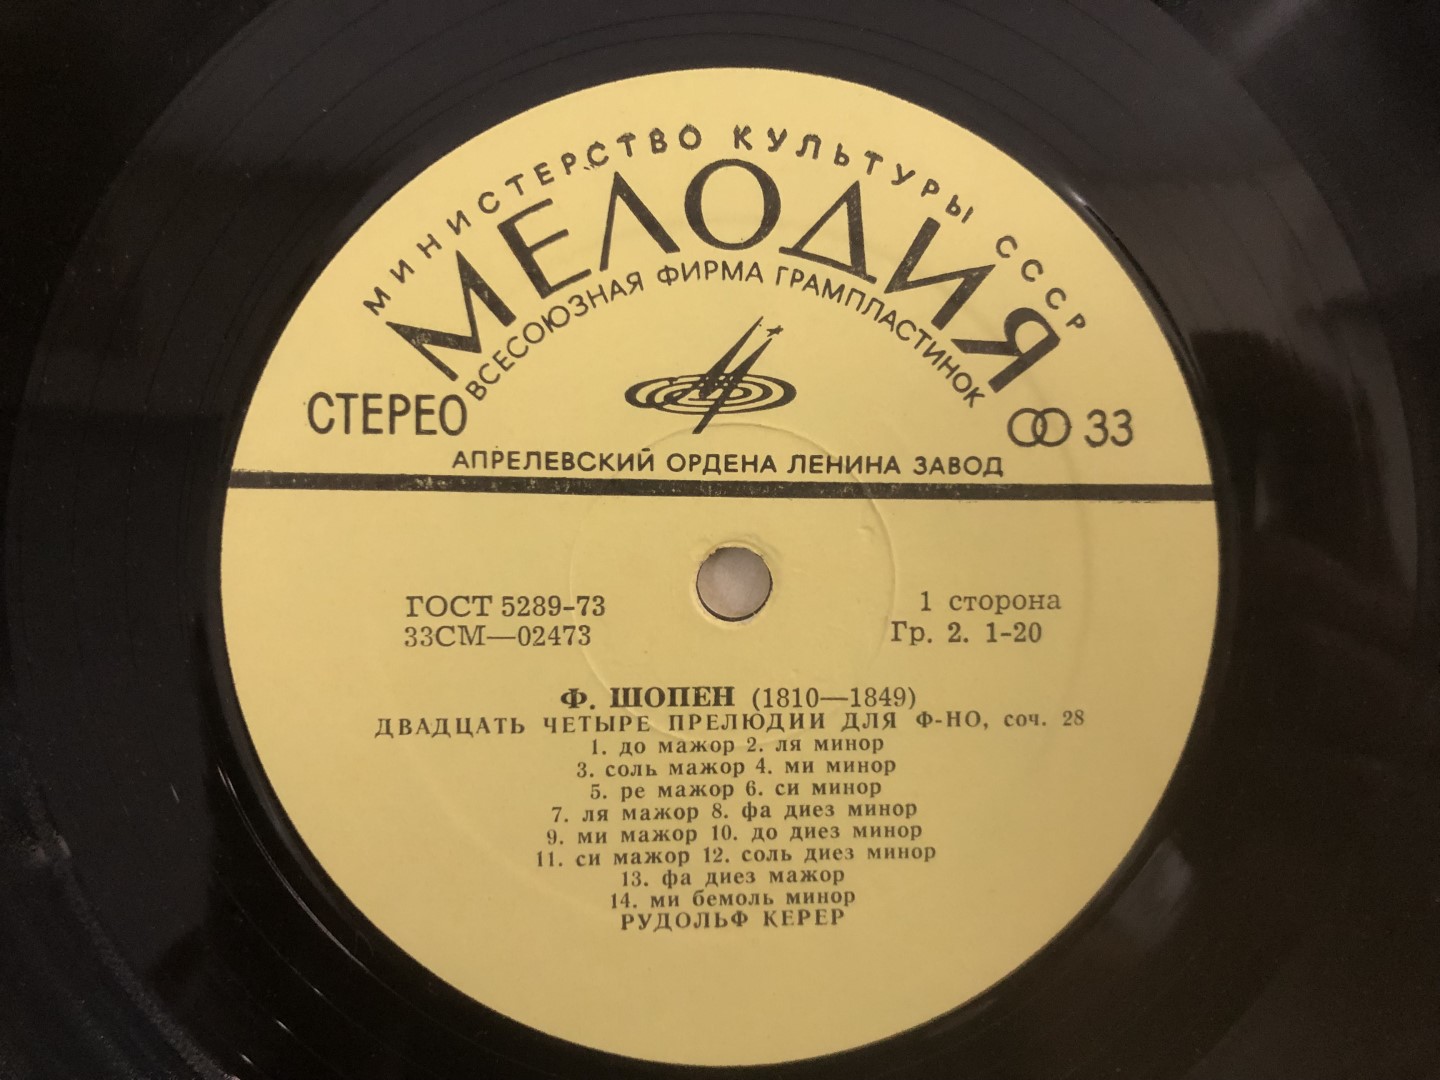 МИНИСТЕРСТВО КУЛЬТУРЫ СССР
МЕЛОДИЯ
ВСЕСОЮЗНАЯ ФИРМА ГРАМПЛАСТИНОК
СТЕРЕО
33
АПРЕЛЕВСКИЙ ОРДЕНА ЛЕНИНА ЗАВОД
ГОСТ 5289-73
33СМ—02473
1 сторона
Гр. 2. 1-20
Ф. ШОПЕН (1810—1849)
ДВАДЦАТЬ ЧЕТЫРЕ ПРЕЛЮДИИ ДЛЯ Ф-НО, соч. 28
1. до мажор 2. ля минор
3. соль мажор 4. ми минор
5. ре мажор 6. си минор
7. ля мажор 8. фа диез минор
9. ми мажор 10. до диез минор
11. си мажор 12. соль диез минор
13. фа диез мажор
14. ми бемоль минор
РУДОЛЬФ КЕРЕР